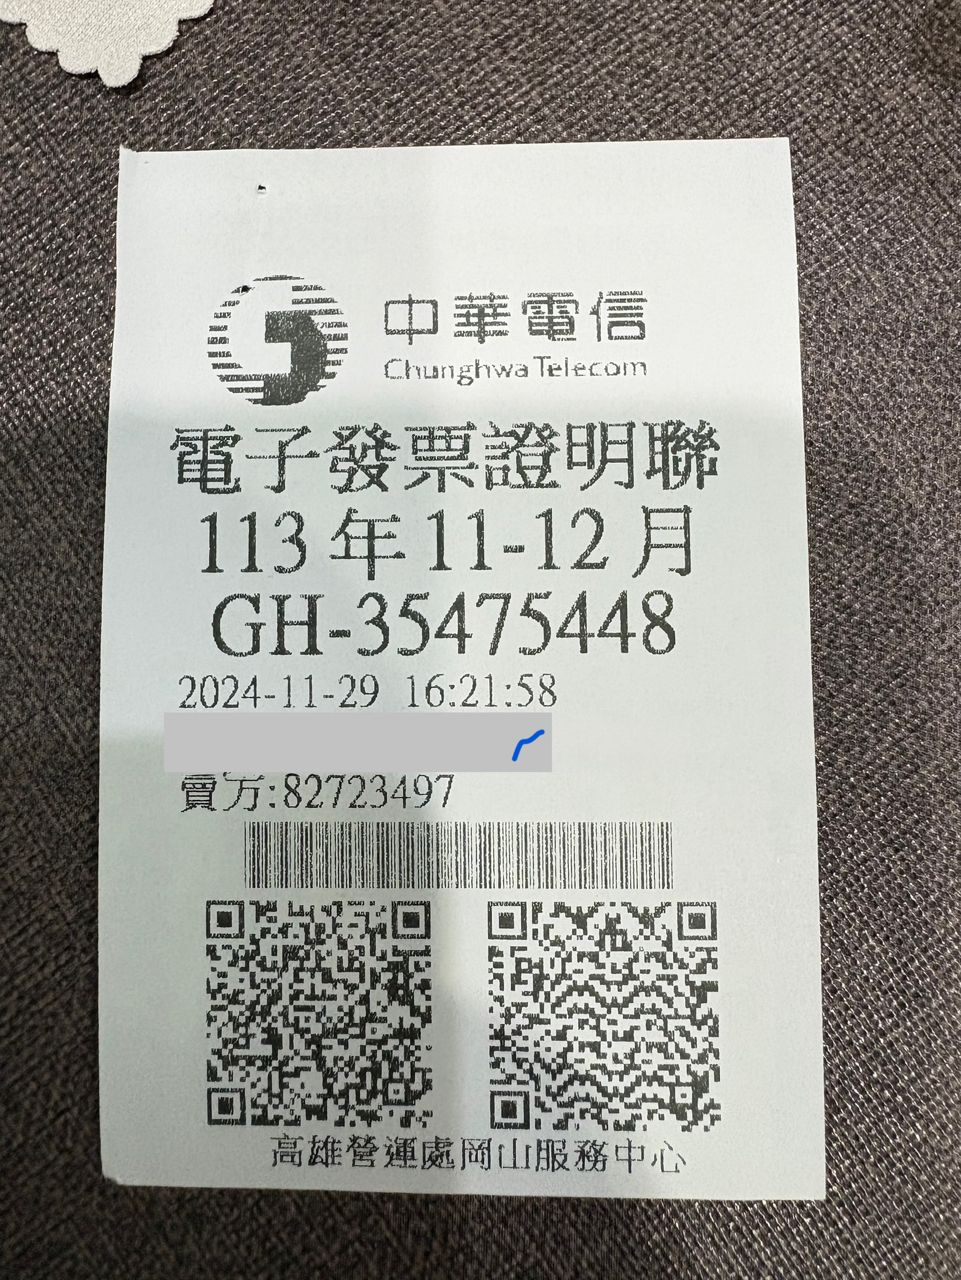 中華電信
Chunghwa Telecom
電子發票證明聯
113年11-12月
GH-35475448
2024-11-29 16:21:58
賣方:82723497
高雄營運處岡山服務中心